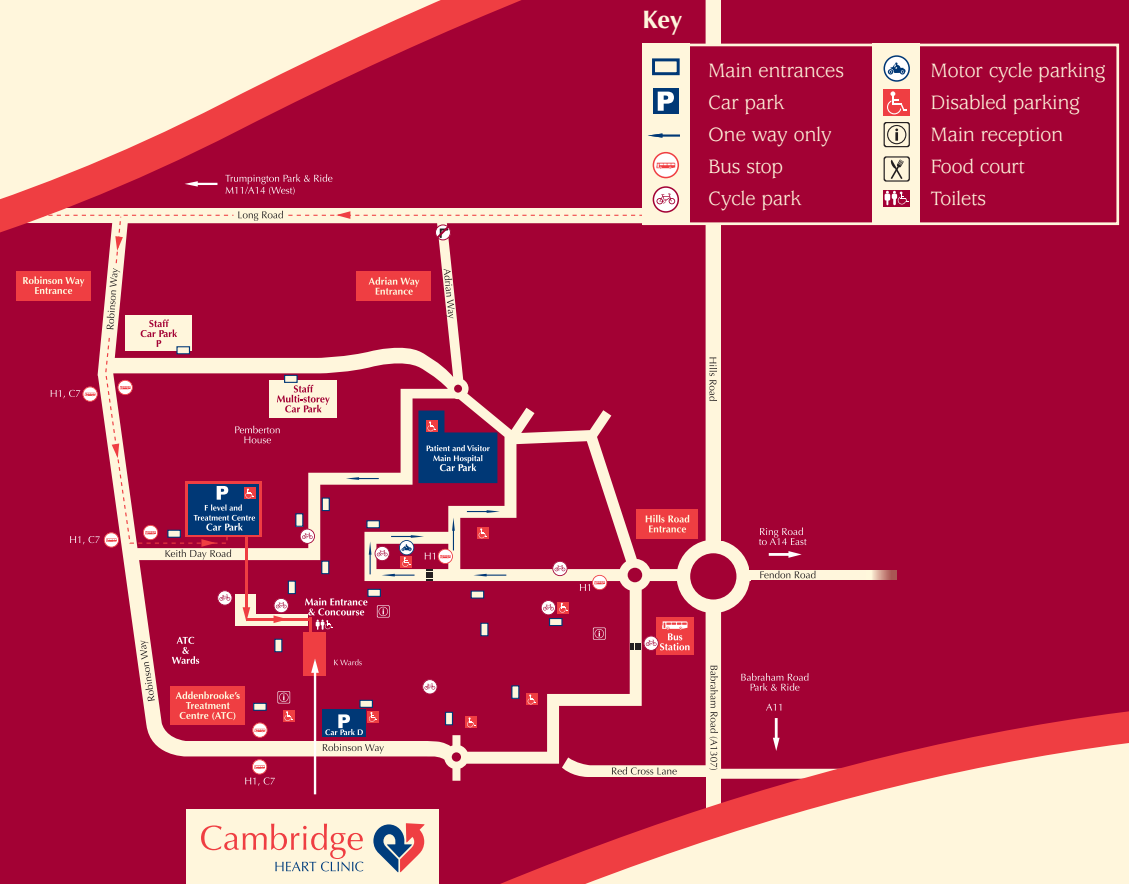 Key
Main entrances
Car park
One way only
Bus stop
Cycle park
Motor cycle parking
Disabled parking
Main reception
Food court
Toilets
P
Trumpington Park & Ride
M11/A14 (West)
Long Road
Robinson Way
Entrance
Robinson Way
Adrian Way
Entrance
Adrian Way
Staff
Car Park
P
Hills Road
H1, C7
Staff
Multi-storey
Car Park
Pemberton
House
Patient and Visitor
Main Hospital
Car Park
P
F level and
Treatment Centre
Car Park
H1, C7
Keith Day Road
Hills Road
Entrance
Ring Road
to A14 East
Fendon Road
H1
H1
Main Entrance
& Concourse
ATC
&
Wards
K Wards
Bus
Station
Robinson Way
Addenbrooke's
Treatment
Centre (ATC)
P
Car Park D
Robinson Way
H1, C7
Babraham Road (A1307)
Babraham Road
Park & Ride
A11
Red Cross Lane
Cambridge
HEART CLINIC